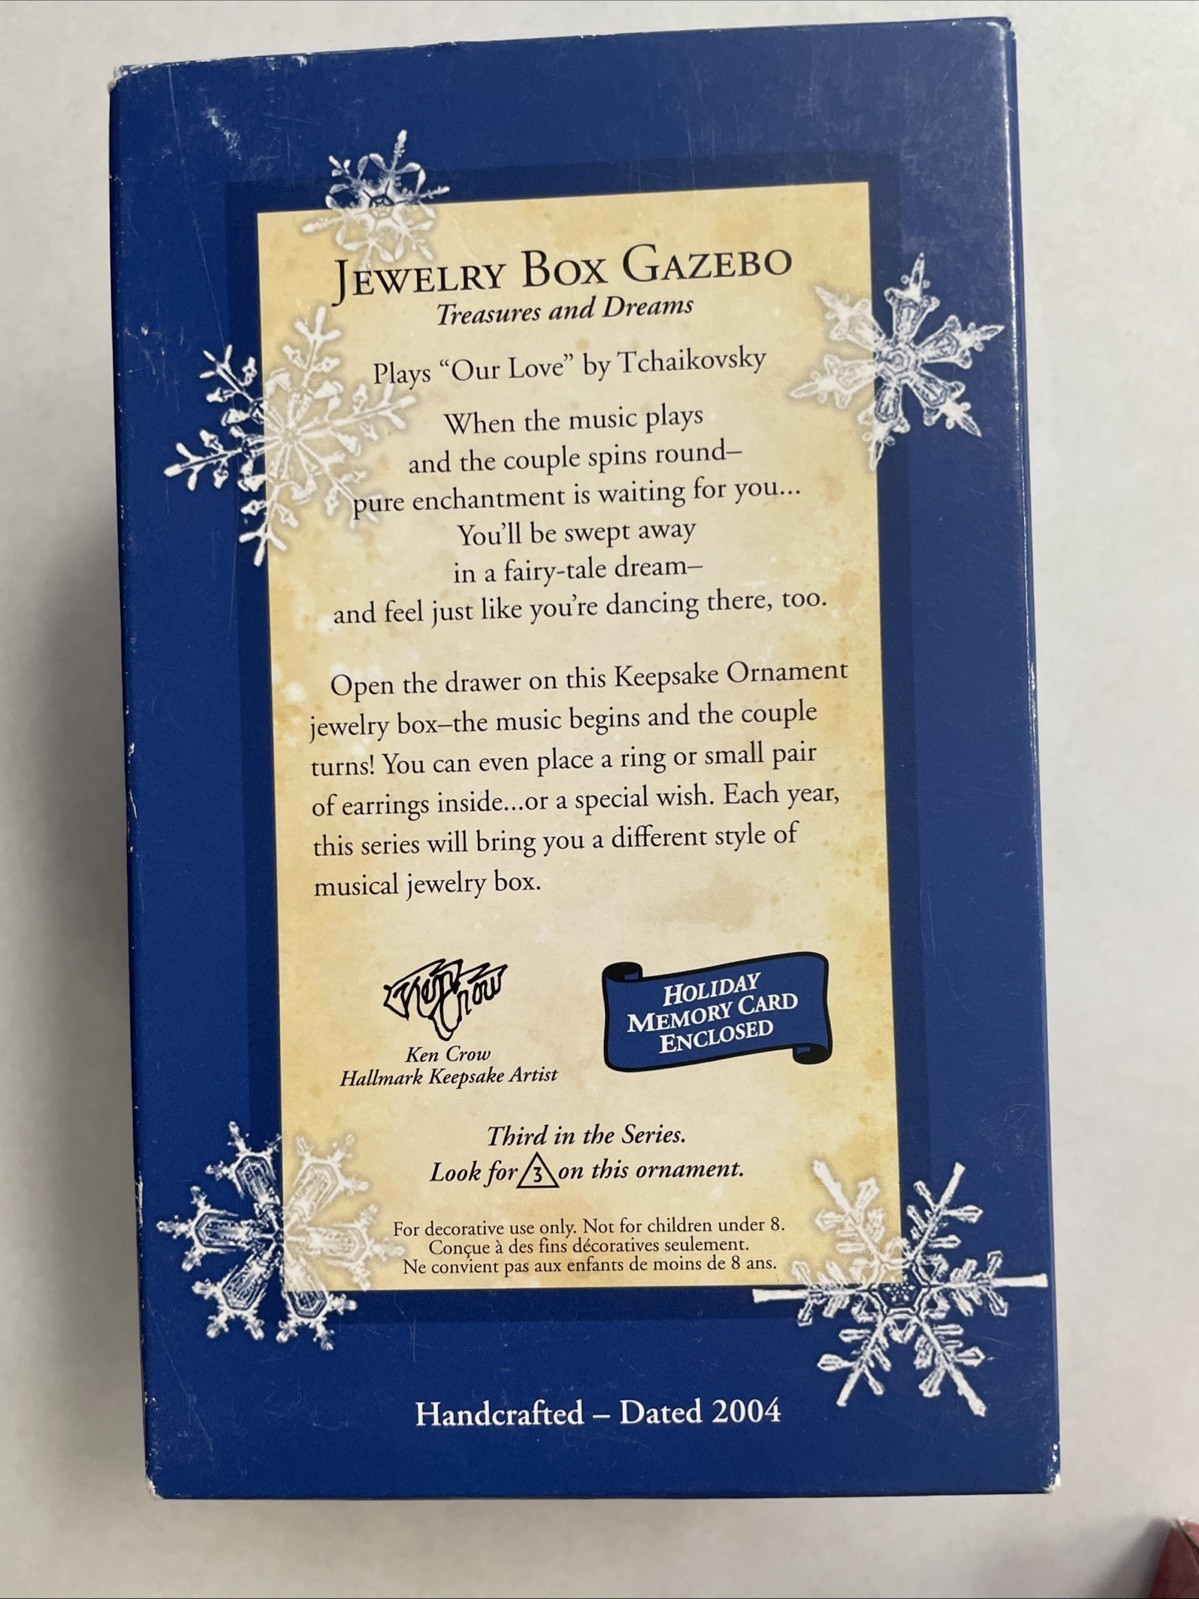 Jewelry Box Gazebo
Treasures and Dreams
Plays “Our Love” by Tchaikovsky
When the music plays
and the couple spins round–
pure enchantment is waiting for you...
You’ll be swept away
in a fairy-tale dream–
and feel just like you’re dancing there, too.
Open the drawer on this Keepsake Ornament
jewelry box–the music begins and the couple
turns! You can even place a ring or small pair
of earrings inside...or a special wish. Each year,
this series will bring you a different style of
musical jewelry box.
Ken Crow
Ken Crow
Hallmark Keepsake Artist
Holiday
Memory Card
Enclosed
Third in the Series.
Look for 3 on this ornament.
For decorative use only. Not for children under 8.
Conçue à des fins décoratives seulement.
Ne convient pas aux enfants de moins de 8 ans.
Handcrafted – Dated 2004